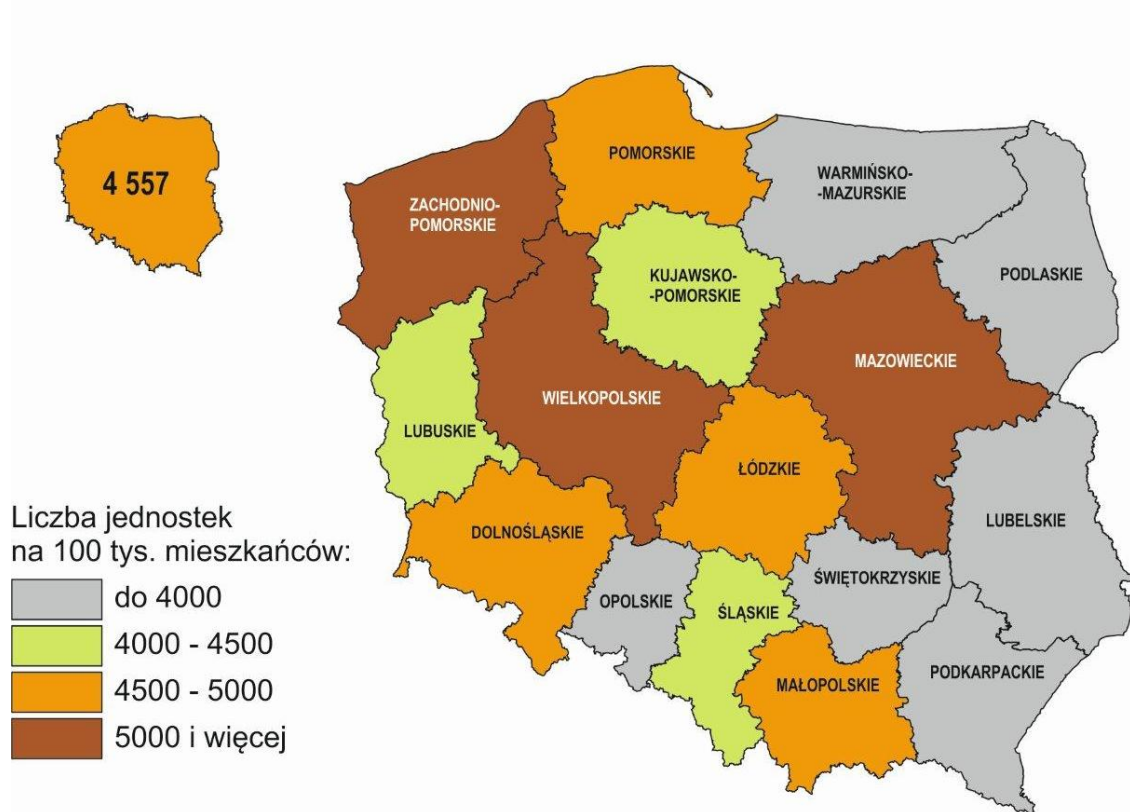 4 557
POMORSKIE
WARMIŃSKO-
-MAZURSKIE
ZACHODNIO-
POMORSKIE
KUJAWSKO-
-POMORSKIE
PODLASKIE
MAZOWIECKIE
WIELKOPOLSKIE
LUBUSKIE
ŁÓDZKIE
LUBELSKIE
DOLNOŚLĄSKIE
ŚWIĘTOKRZYSKIE
OPOLSKIE
ŚLĄSKIE
PODKARPACKIE
MAŁOPOLSKIE
Liczba jednostek
na 100 tys. mieszkańców:
do 4000
4000 - 4500
4500 - 5000
5000 i więcej